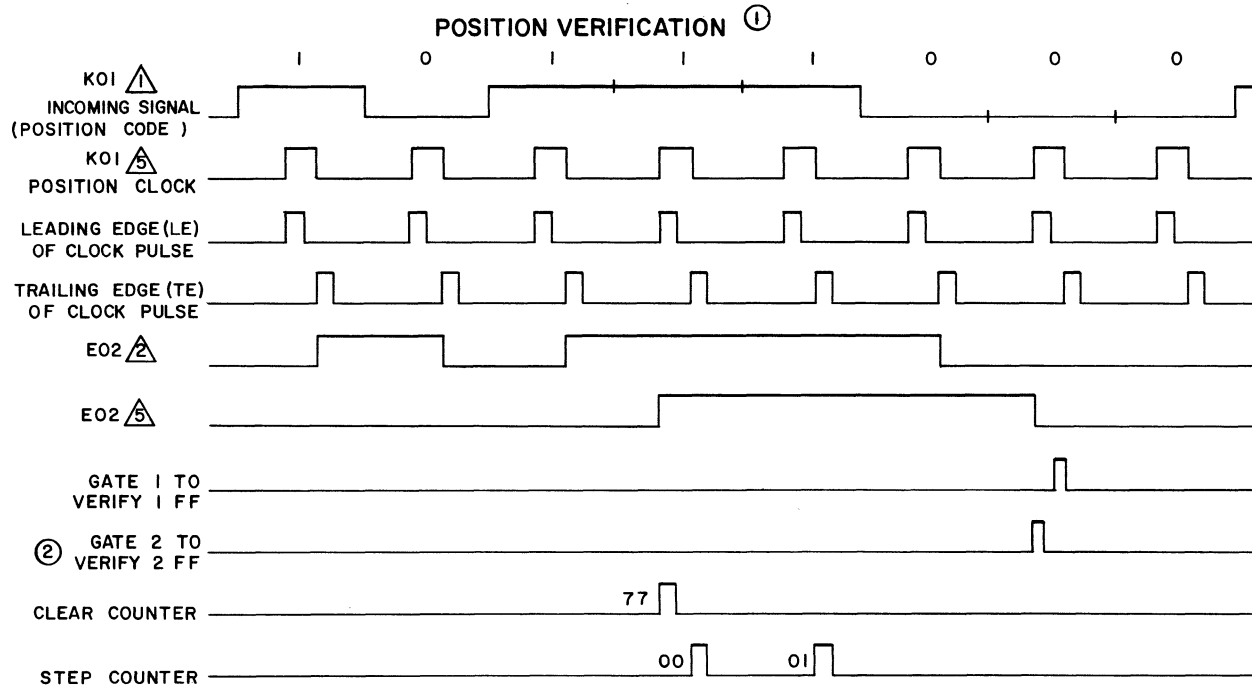 POSITION VERIFICATION ①
1 0 1 1 1 0 0 0
K01 1
INCOMING SIGNAL
(POSITION CODE )
K01 5
POSITION CLOCK
LEADING EDGE (LE)
OF CLOCK PULSE
TRAILING EDGE (TE)
OF CLOCK PULSE
E02 2
E02 5
GATE 1 TO
VERIFY 1 FF
② GATE 2 TO
VERIFY 2 FF
77
CLEAR COUNTER
00 01
STEP COUNTER